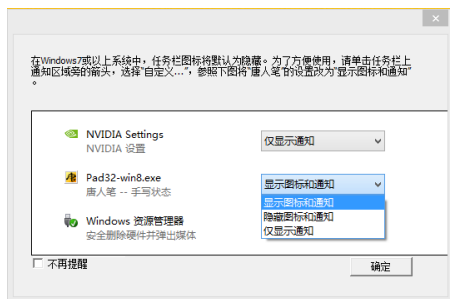 在Windows7或以上系统中，任务栏图标将默认为隐藏。为了方便使用，请单击任务栏上
通知区域旁的箭头，选择"自定义…"，参照下图将"唐人笔"的设置改为"显示图标和通知"
。
NVIDIA Settings
NVIDIA 设置
仅显示通知
Pad32-win8.exe
唐人笔 -- 手写状态
显示图标和通知
显示图标和通知
隐藏图标和通知
仅显示通知
Windows 资源管理器
安全删除硬件并弹出媒体
不再提醒
确定